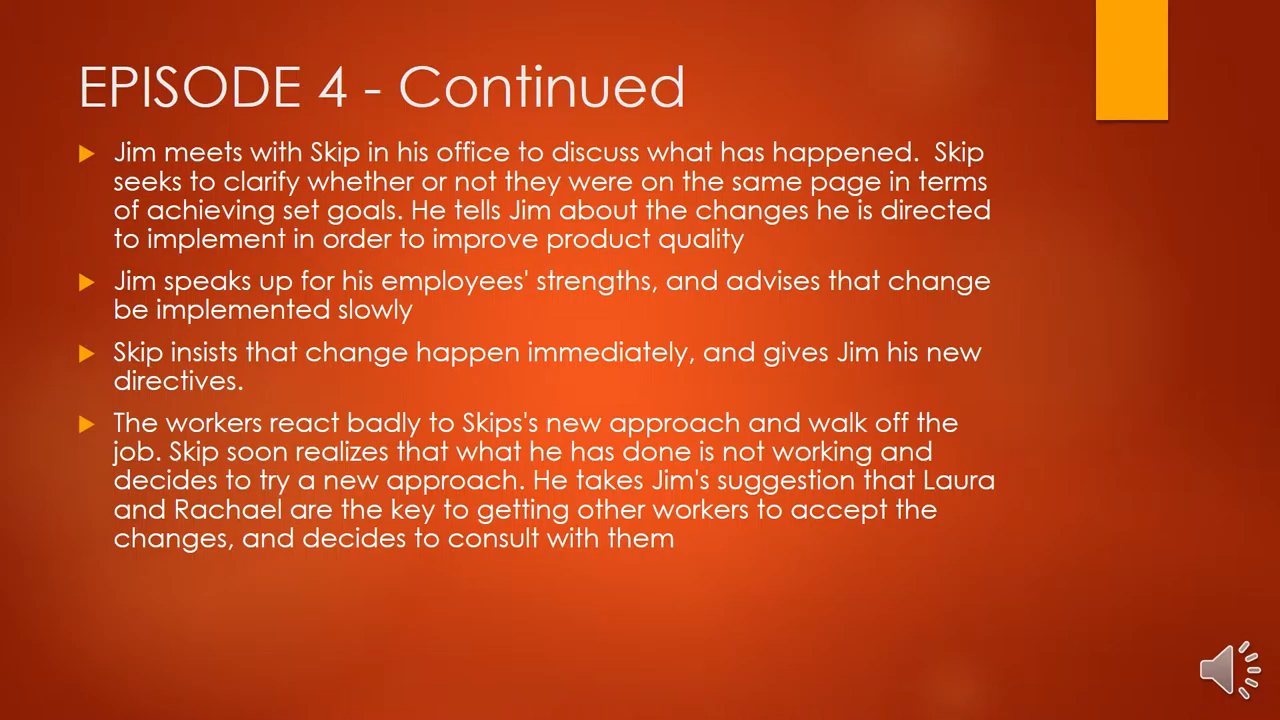 EPISODE 4 - Continued
Jim meets with Skip in his office to discuss what has happened.  Skip
seeks to clarify whether or not they were on the same page in terms
of achieving set goals. He tells Jim about the changes he is directed
to implement in order to improve product quality
Jim speaks up for his employees' strengths, and advises that change
be implemented slowly
Skip insists that change happen immediately, and gives Jim his new
directives.
The workers react badly to Skips's new approach and walk off the
job. Skip soon realizes that what he has done is not working and
decides to try a new approach. He takes Jim's suggestion that Laura
and Rachael are the key to getting other workers to accept the
changes, and decides to consult with them